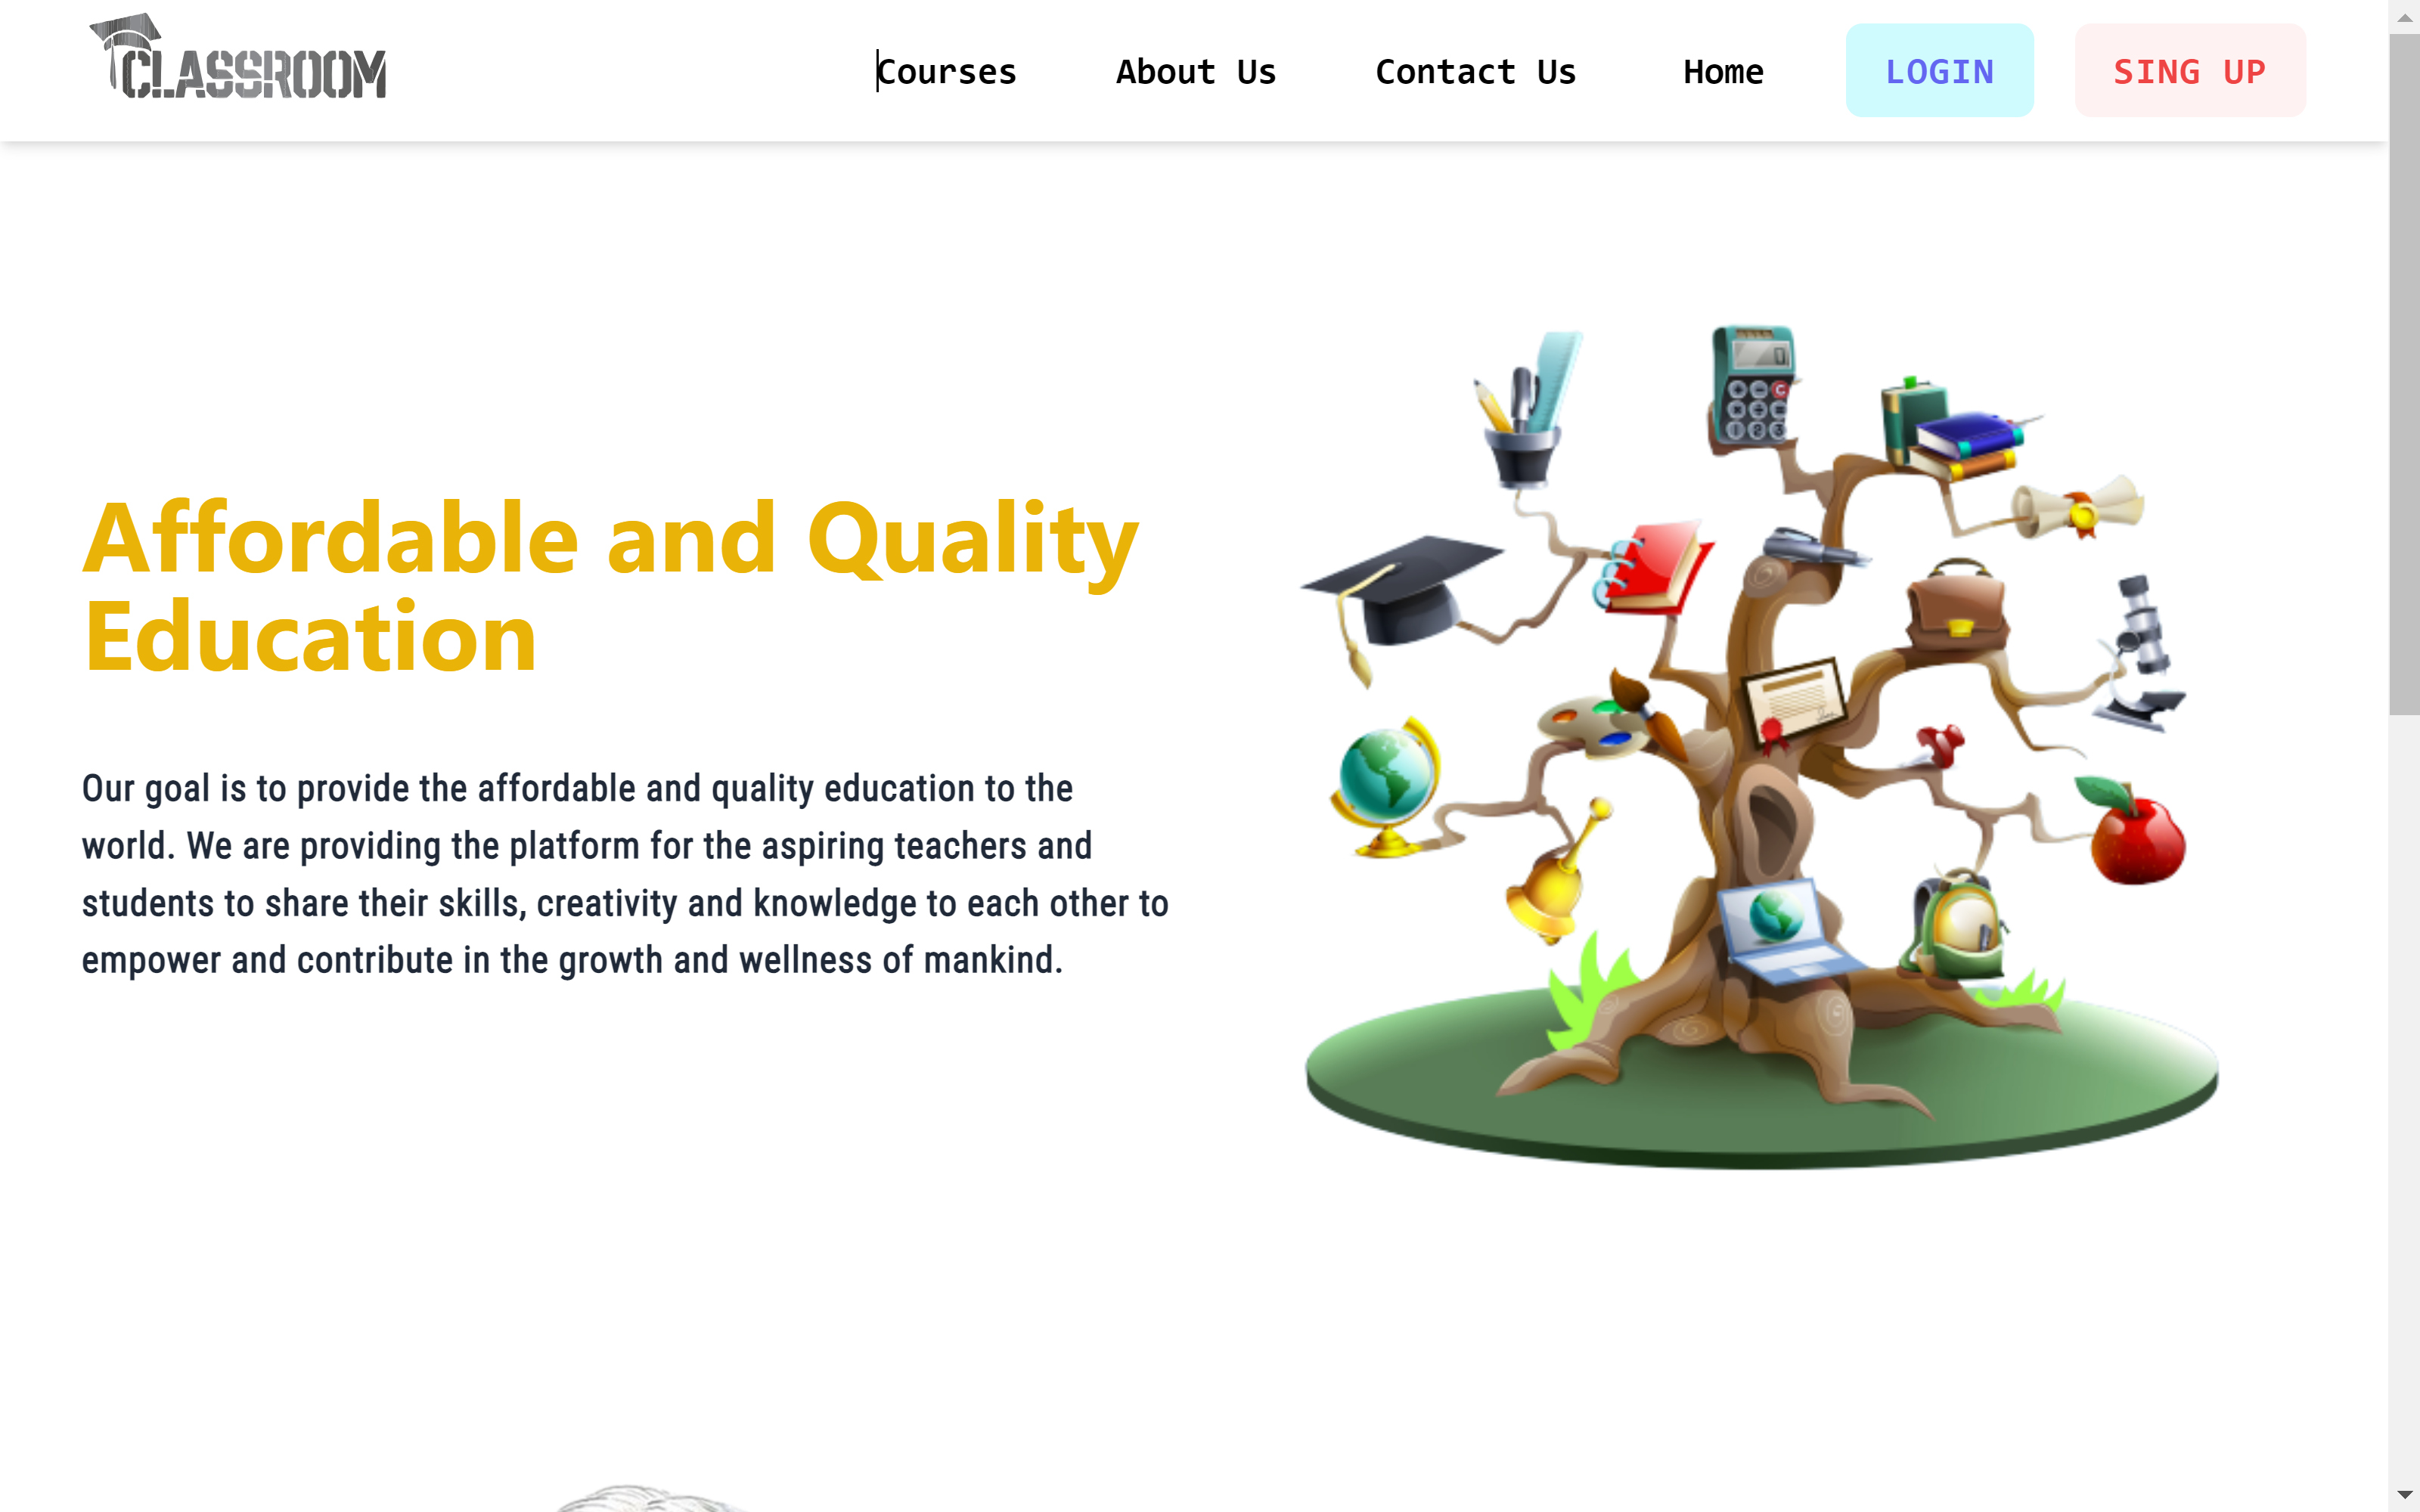 CLASSROOM
Courses About Us Contact Us Home LOGIN SING UP
Affordable and Quality
Education
Our goal is to provide the affordable and quality education to the
world. We are providing the platform for the aspiring teachers and
students to share their skills, creativity and knowledge to each other to
empower and contribute in the growth and wellness of mankind.